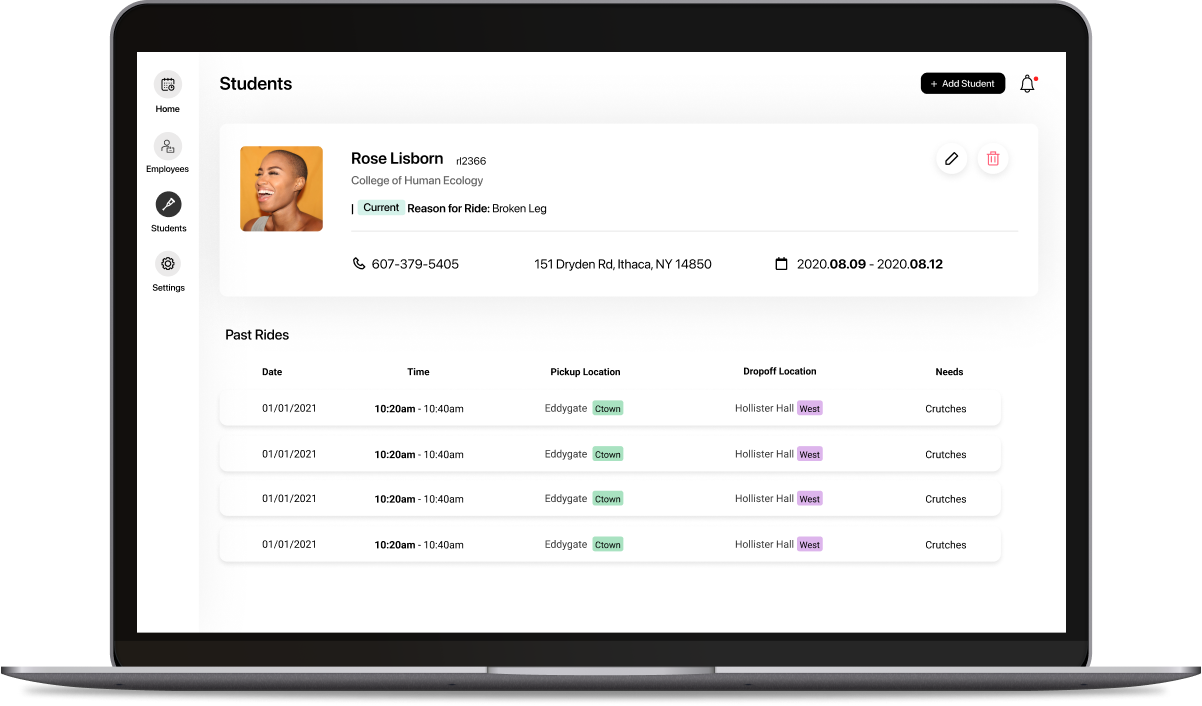 Home
Employees
Students
Settings
Students
+ Add Student
Rose Lisborn rl2366
College of Human Ecology
| Current Reason for Ride: Broken Leg
607-379-5405 151 Dryden Rd, Ithaca, NY 14850 2020.08.09 - 2020.08.12
Past Rides
Date Time Pickup Location Dropoff Location Needs
01/01/2021 10:20am - 10:40am Eddygate Ctown Hollister Hall West Crutches
01/01/2021 10:20am - 10:40am Eddygate Ctown Hollister Hall West Crutches
01/01/2021 10:20am - 10:40am Eddygate Ctown Hollister Hall West Crutches
01/01/2021 10:20am - 10:40am Eddygate Ctown Hollister Hall West Crutches